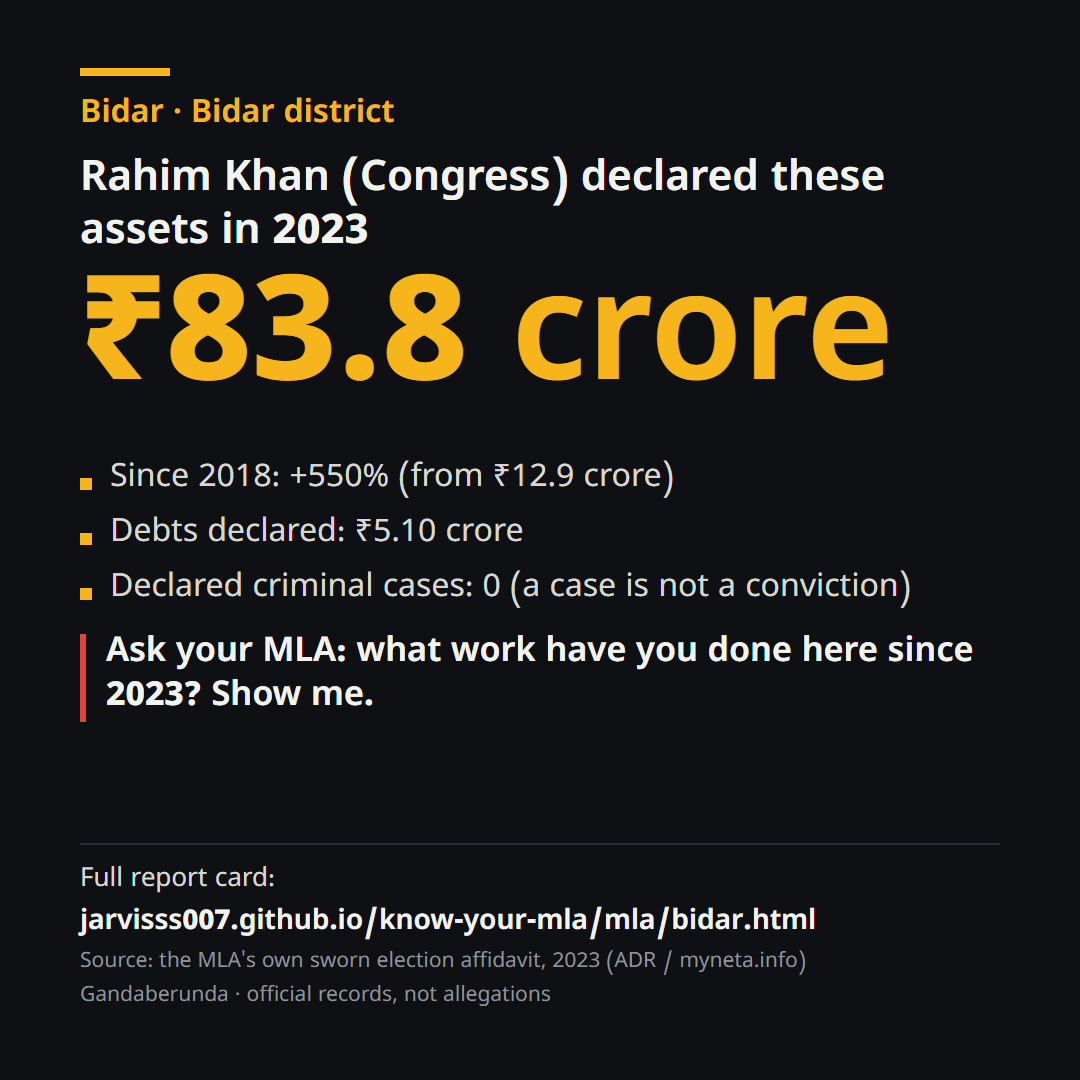 Bidar · Bidar district
Rahim Khan (Congress) declared these
assets in 2023
₹83.8 crore
Since 2018: +550% (from ₹12.9 crore)
Debts declared: ₹5.10 crore
Declared criminal cases: 0 (a case is not a conviction)
Ask your MLA: what work have you done here since
2023? Show me.
Full report card:
jarvisss007.github.io/know-your-mla/mla/bidar.html
Source: the MLA's own sworn election affidavit, 2023 (ADR / myneta.info)
Gandaberunda · official records, not allegations